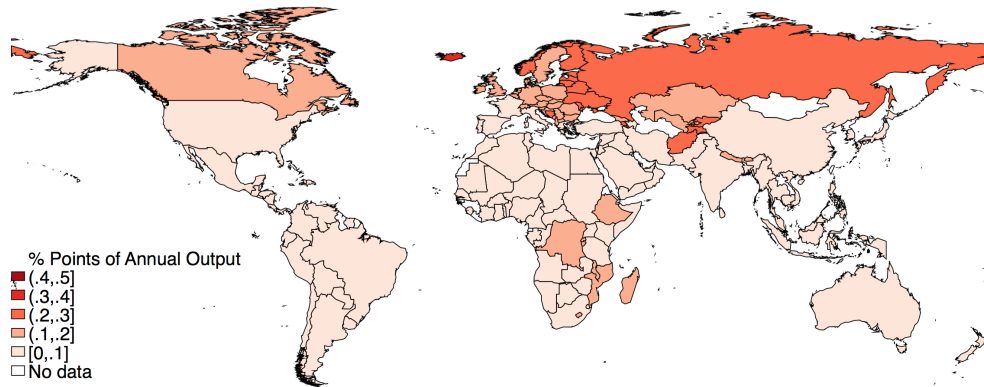 % Points of Annual Output
(.4,.5]
(.3,.4]
(.2,.3]
(.1,.2]
[0,.1]
No data